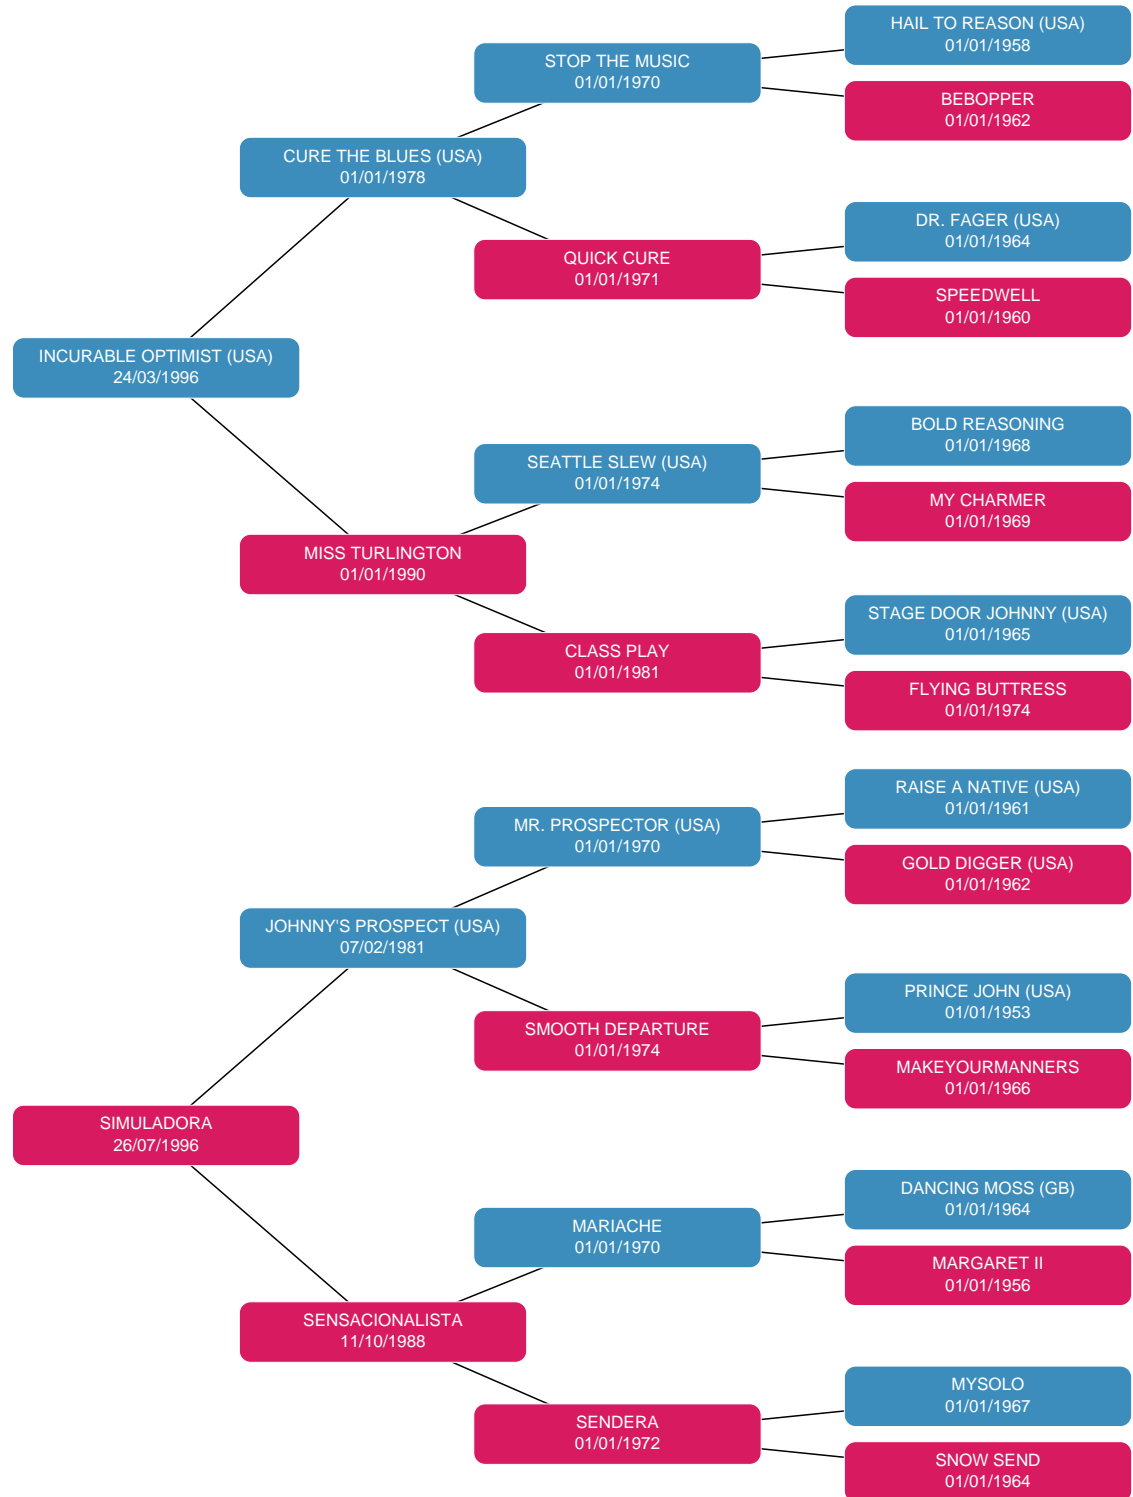 HAIL TO REASON (USA)
01/01/1958
STOP THE MUSIC
01/01/1970
BEBOPPER
01/01/1962
CURE THE BLUES (USA)
01/01/1978
DR. FAGER (USA)
01/01/1964
QUICK CURE
01/01/1971
SPEEDWELL
01/01/1960
INCURABLE OPTIMIST (USA)
24/03/1996
BOLD REASONING
01/01/1968
SEATTLE SLEW (USA)
01/01/1974
MY CHARMER
01/01/1969
MISS TURLINGTON
01/01/1990
STAGE DOOR JOHNNY (USA)
01/01/1965
CLASS PLAY
01/01/1981
FLYING BUTTRESS
01/01/1974
RAISE A NATIVE (USA)
01/01/1961
MR. PROSPECTOR (USA)
01/01/1970
GOLD DIGGER (USA)
01/01/1962
JOHNNY'S PROSPECT (USA)
07/02/1981
PRINCE JOHN (USA)
01/01/1953
SMOOTH DEPARTURE
01/01/1974
MAKEYOURMANNERS
01/01/1966
SIMULADORA
26/07/1996
DANCING MOSS (GB)
01/01/1964
MARIACHE
01/01/1970
MARGARET II
01/01/1956
SENSACIONALISTA
11/10/1988
MYSOLO
01/01/1967
SENDERA
01/01/1972
SNOW SEND
01/01/1964